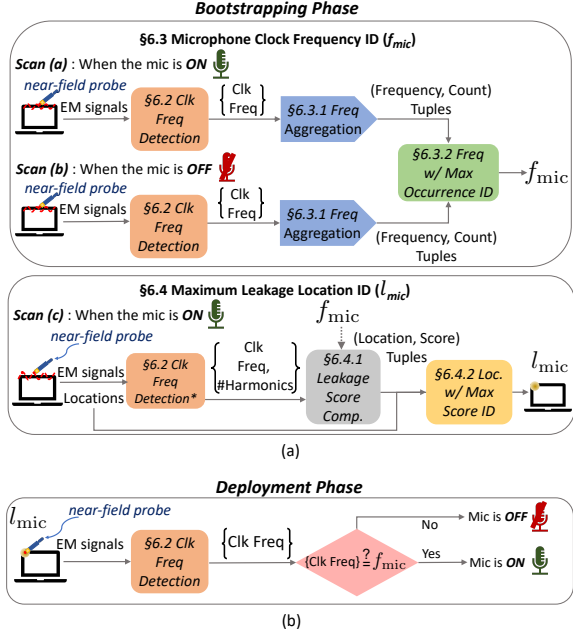 Bootstrapping Phase
§6.3 Microphone Clock Frequency ID (f_mic)
Scan (a) : When the mic is ON
near-field probe
EM signals
§6.2 Clk
Freq
Detection
{Clk
Freq}
§6.3.1 Freq
Aggregation
(Frequency, Count)
Tuples
Scan (b) : When the mic is OFF
near-field probe
EM signals
§6.2 Clk
Freq
Detection
{Clk
Freq}
§6.3.1 Freq
Aggregation
(Frequency, Count)
Tuples
§6.3.2 Freq
w/ Max
Occurrence ID
f_mic
§6.4 Maximum Leakage Location ID (l_mic)
Scan (c) : When the mic is ON
near-field probe
EM signals
Locations
§6.2 Clk
Freq
Detection*
{Clk
Freq,
#Harmonics}
f_mic
§6.4.1
Leakage
Score
Comp.
(Location, Score)
Tuples
§6.4.2 Loc.
w/ Max
Score ID
l_mic
(a)
Deployment Phase
l_mic
near-field probe
EM signals
§6.2 Clk
Freq
Detection
{Clk Freq}
{Clk Freq} ≟ f_mic
No
Mic is OFF
Yes
Mic is ON
(b)